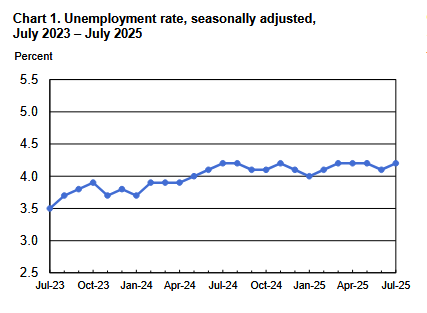 Chart 1. Unemployment rate, seasonally adjusted,
July 2023 – July 2025
Percent
5.5
5.0
4.5
4.0
3.5
3.0
2.5
Jul-23 Oct-23 Jan-24 Apr-24 Jul-24 Oct-24 Jan-25 Apr-25 Jul-25